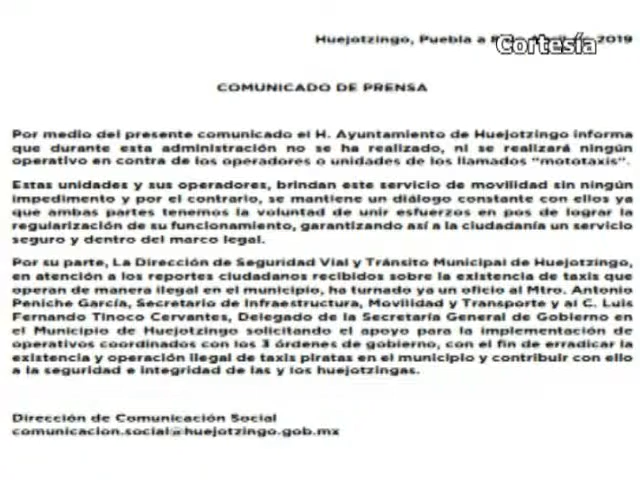 Huejotzingo, Puebla a 2019
Cortesía
COMUNICADO DE PRENSA
Por medio del presente comunicado el H. Ayuntamiento de Huejotzingo informa
que durante esta administración no se ha realizado, ni se realizará ningún
operativo en contra de los operadores o unidades de los llamados "mototaxis".
Estas unidades y sus operadores, brindan este servicio de movilidad sin ningún
impedimento y por el contrario, se mantiene un diálogo constante con ellos ya
que ambas partes tenemos la voluntad de unir esfuerzos en pos de lograr la
regularización de su funcionamiento, garantizando así a la ciudadanía un servicio
seguro y dentro del marco legal.
Por su parte, La Dirección de Seguridad Vial y Tránsito Municipal de Huejotzingo,
en atención a los reportes ciudadanos recibidos sobre la existencia de taxis que
operan de manera ilegal en el municipio, ha turnado ya un oficio al Mtro. Antonio
Peniche García, Secretario de Infraestructura, Movilidad y Transporte y al C. Luis
Fernando Tinoco Cervantes, Delegado de la Secretaría General de Gobierno en
el Municipio de Huejotzingo solicitando el apoyo para la implementación de
operativos coordinados con los 3 órdenes de gobierno, con el fin de erradicar la
existencia y operación ilegal de taxis piratas en el municipio y contribuir con ello
a la seguridad e integridad de las y los huejotzingas.
Dirección de Comunicación Social
comunicacion.social@huejotzingo.gob.mx